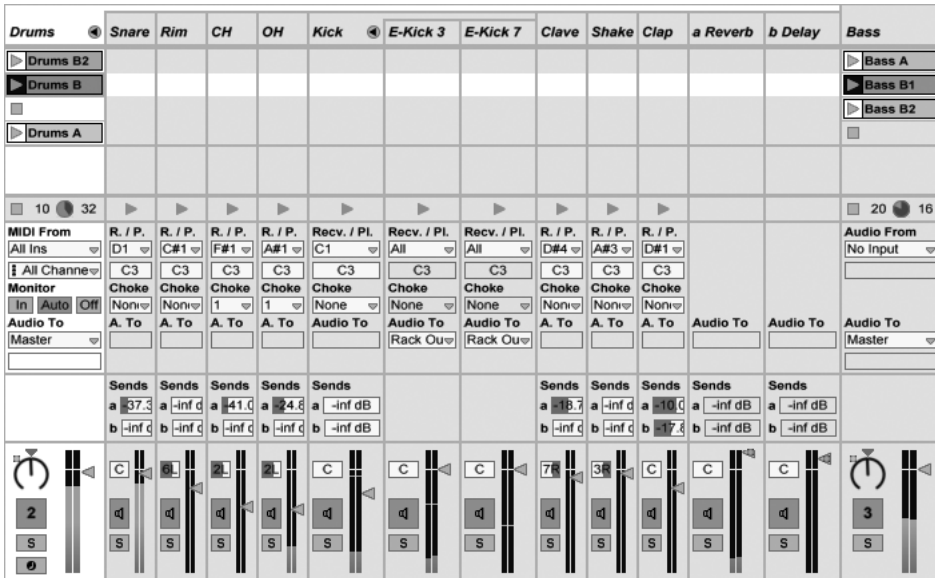 Drums Snare Rim CH OH Kick E-Kick 3 E-Kick 7 Clave Shake Clap a Reverb b Delay Bass
Drums B2 Bass A
Drums B Bass B1
Bass B2
Drums A
10 32 20 16
MIDI From R. / P. R. / P. R. / P. R. / P. Recv. / Pl. Recv. / Pl. Recv. / Pl. R. / P. R. / P. R. / P. Audio From
All Ins D1 C#1 F#1 A#1 C1 All All D#4 A#3 D#1 No Input
All Channe C3 C3 C3 C3 C3 C3 C3 C3 C3 C3
Monitor Choke Choke Choke Choke Choke Choke Choke Choke Choke Choke
In Auto Off Non Non 1 1 None None None Non Non Non
Audio To A. To A. To A. To A. To Audio To Audio To Audio To A. To A. To A. To Audio To Audio To Audio To
Master Rack Ou Rack Ou Master
Sends Sends Sends Sends Sends Sends Sends Sends Sends Sends
a -37.3 a -inf d a -41.0 a -24.8 a -inf dB a -18.7 a -inf d a -10.0 a -inf dB a -inf dB
b -inf d b -inf d b -inf d b -inf d b -inf dB b -inf d b -inf d b -17.8 b -inf dB b -inf dB
C 6L 2L 2L C C C 7R 3R C C C
2 3
S S S S S S S S S S S S S S